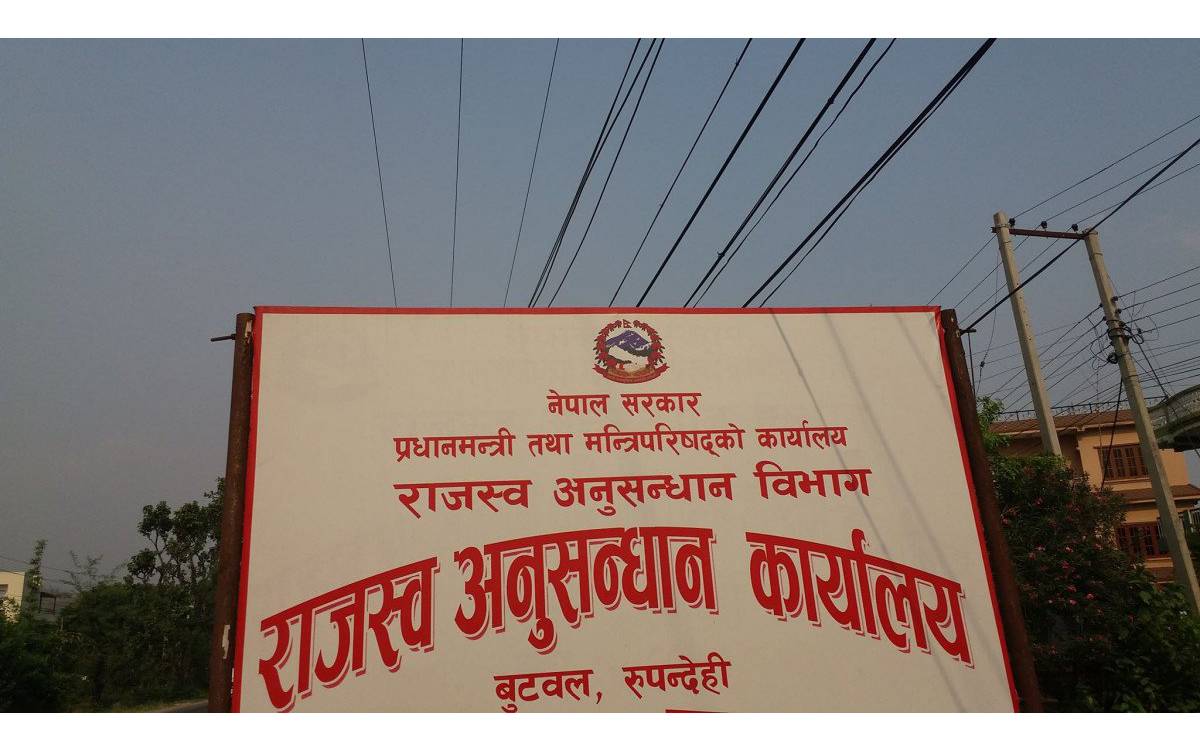 नेपाल सरकार
प्रधानमन्त्री तथा मन्त्रिपरिषद्को कार्यालय
राजस्व अनुसन्धान विभाग
राजस्व अनुसन्धान कार्यालय
बुटवल, रुपन्देही